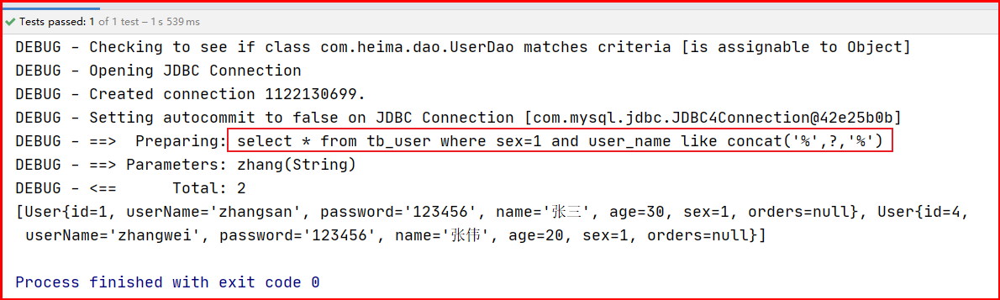 Tests passed: 1 of 1 test – 1 s 539 ms
DEBUG - Checking to see if class com.heima.dao.UserDao matches criteria [is assignable to Object]
DEBUG - Opening JDBC Connection
DEBUG - Created connection 1122130699.
DEBUG - Setting autocommit to false on JDBC Connection [com.mysql.jdbc.JDBC4Connection@42e25b0b]
DEBUG - ==>  Preparing: select * from tb_user where sex=1 and user_name like concat('%',?,'%')
DEBUG - ==> Parameters: zhang(String)
DEBUG - <==      Total: 2
[User{id=1, userName='zhangsan', password='123456', name='张三', age=30, sex=1, orders=null}, User{id=4,
userName='zhangwei', password='123456', name='张伟', age=20, sex=1, orders=null}]
Process finished with exit code 0